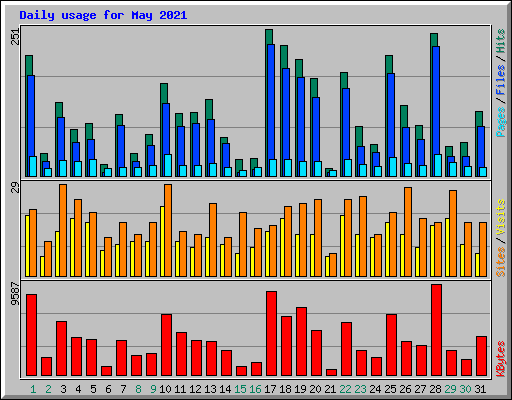 Daily usage for May 2021
251
Pages / Files / Hits
29
Sites / Visits
9587
KBytes
1 2 3 4 5 6 7 8 9 10 11 12 13 14 15 16 17 18 19 20 21 22 23 24 25 26 27 28 29 30 31